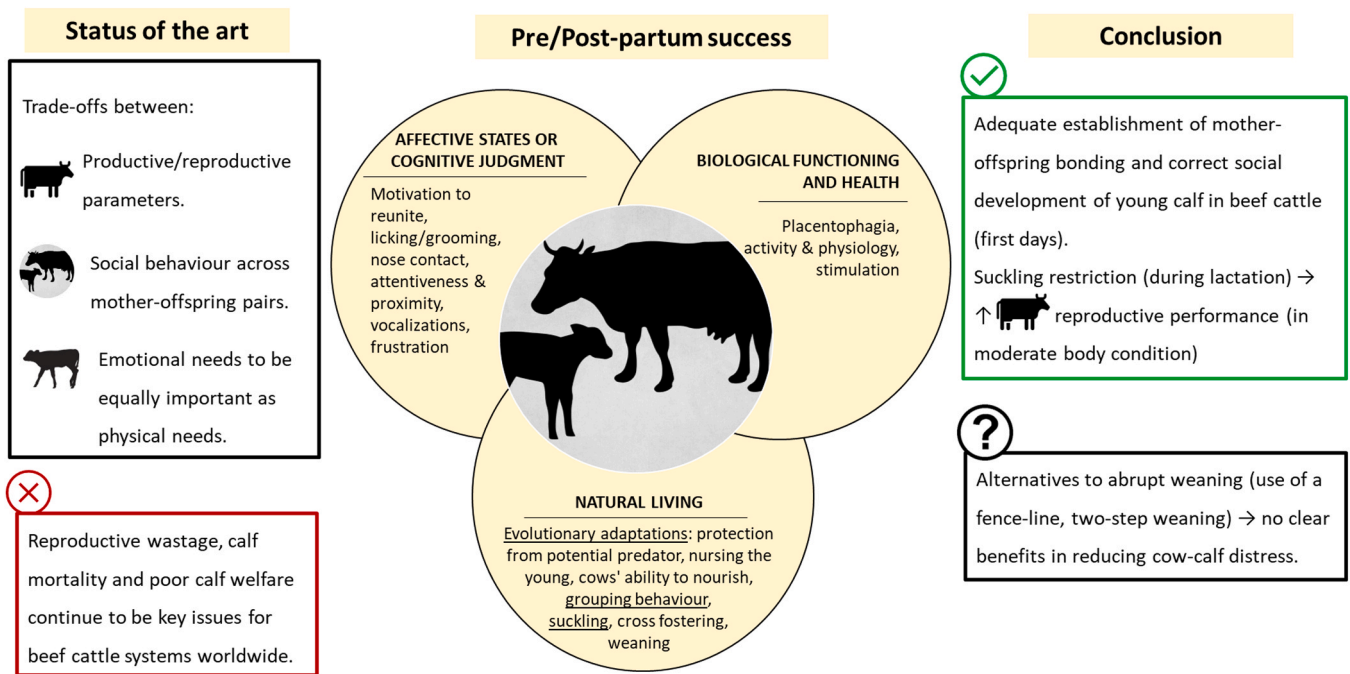 Status of the art
Trade-offs between:
Productive/reproductive
parameters.
Social behaviour across
mother-offspring pairs.
Emotional needs to be
equally important as
physical needs.
Reproductive wastage, calf
mortality and poor calf welfare
continue to be key issues for
beef cattle systems worldwide.
Pre/Post-partum success
AFFECTIVE STATES OR
COGNITIVE JUDGMENT
Motivation to
reunite,
licking/grooming,
nose contact,
attentiveness &
proximity,
vocalizations,
frustration
BIOLOGICAL FUNCTIONING
AND HEALTH
Placentophagia,
activity & physiology,
stimulation
NATURAL LIVING
Evolutionary adaptations: protection
from potential predator, nursing the
young, cows' ability to nourish,
grouping behaviour,
suckling, cross fostering,
weaning
Conclusion
Adequate establishment of mother-
offspring bonding and correct social
development of young calf in beef cattle
(first days).
Suckling restriction (during lactation) →
↑ reproductive performance (in
moderate body condition)
?
Alternatives to abrupt weaning (use of a
fence-line, two-step weaning) → no clear
benefits in reducing cow-calf distress.